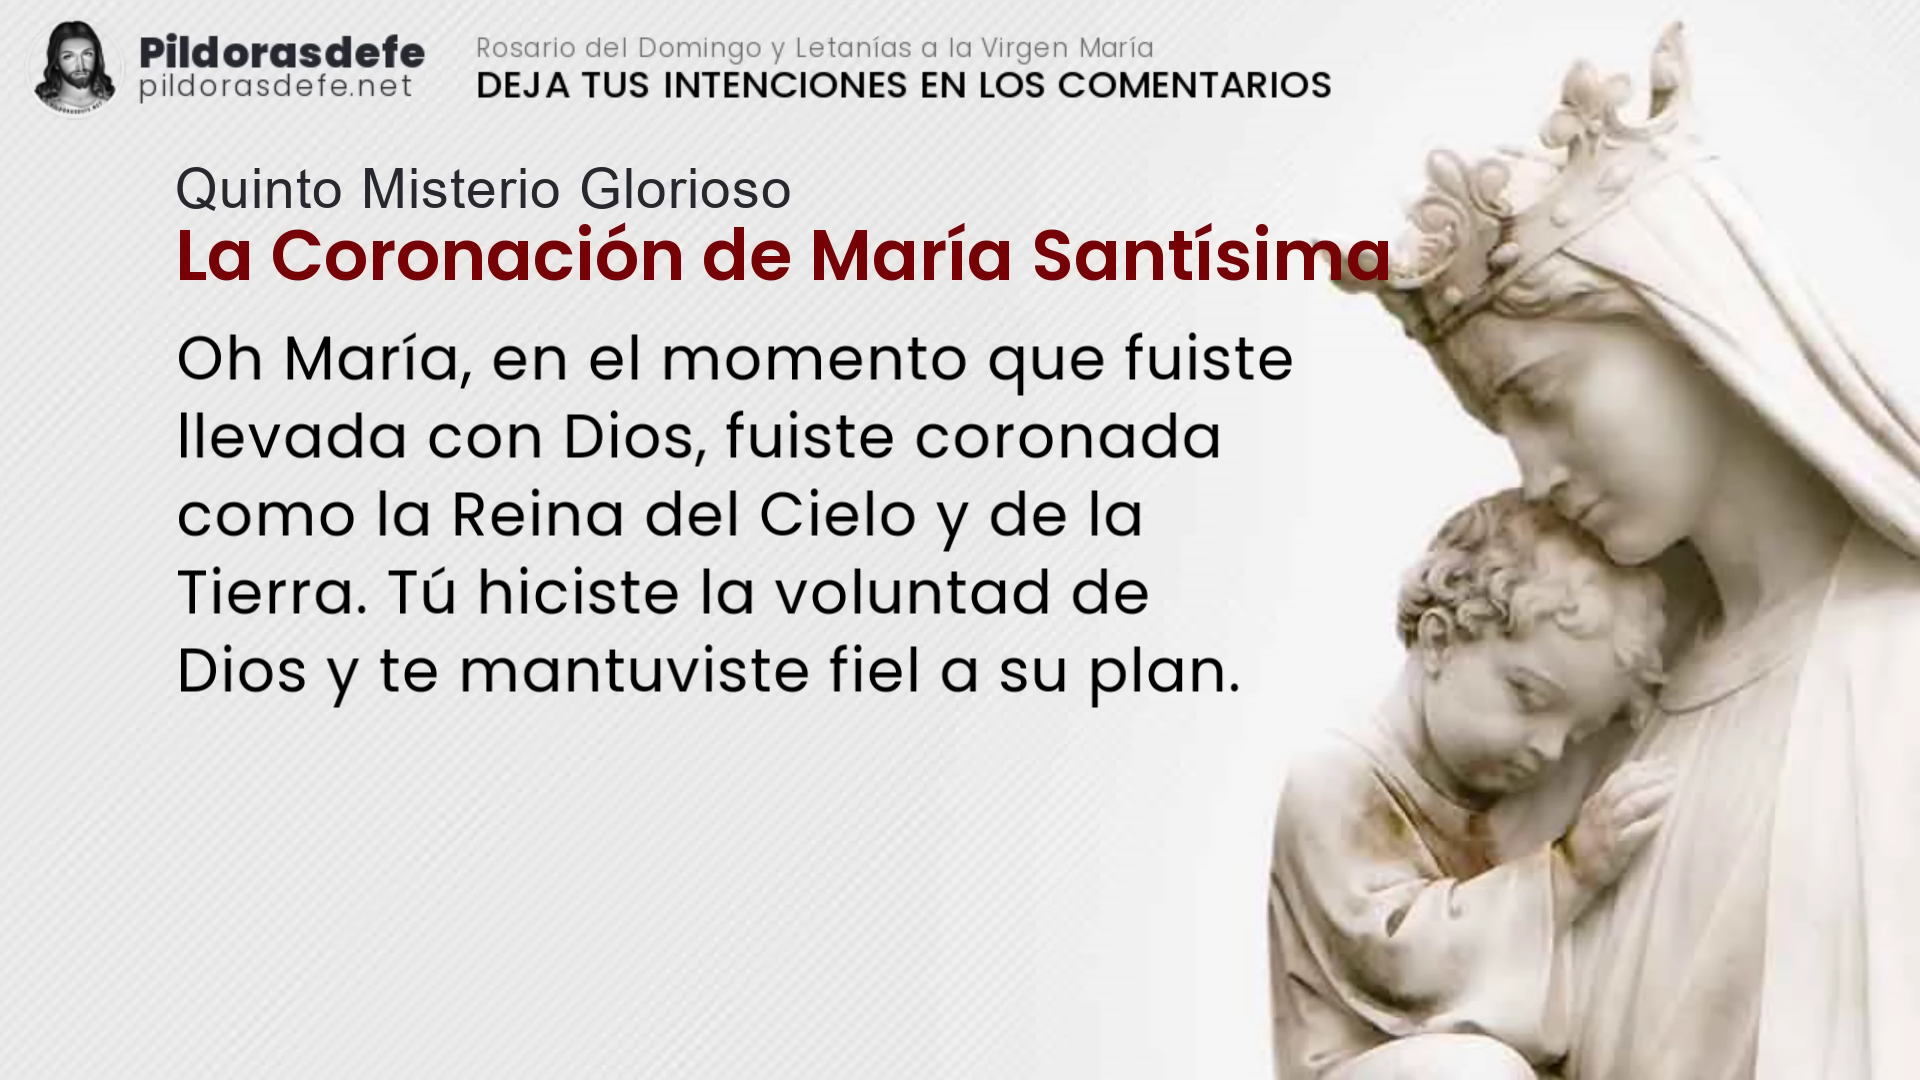 Pildorasdefe
pildorasdefe.net
Rosario del Domingo y Letanías a la Virgen María
DEJA TUS INTENCIONES EN LOS COMENTARIOS
Quinto Misterio Glorioso
La Coronación de María Santísima
Oh María, en el momento que fuiste
llevada con Dios, fuiste coronada
como la Reina del Cielo y de la
Tierra. Tú hiciste la voluntad de
Dios y te mantuviste fiel a su plan.